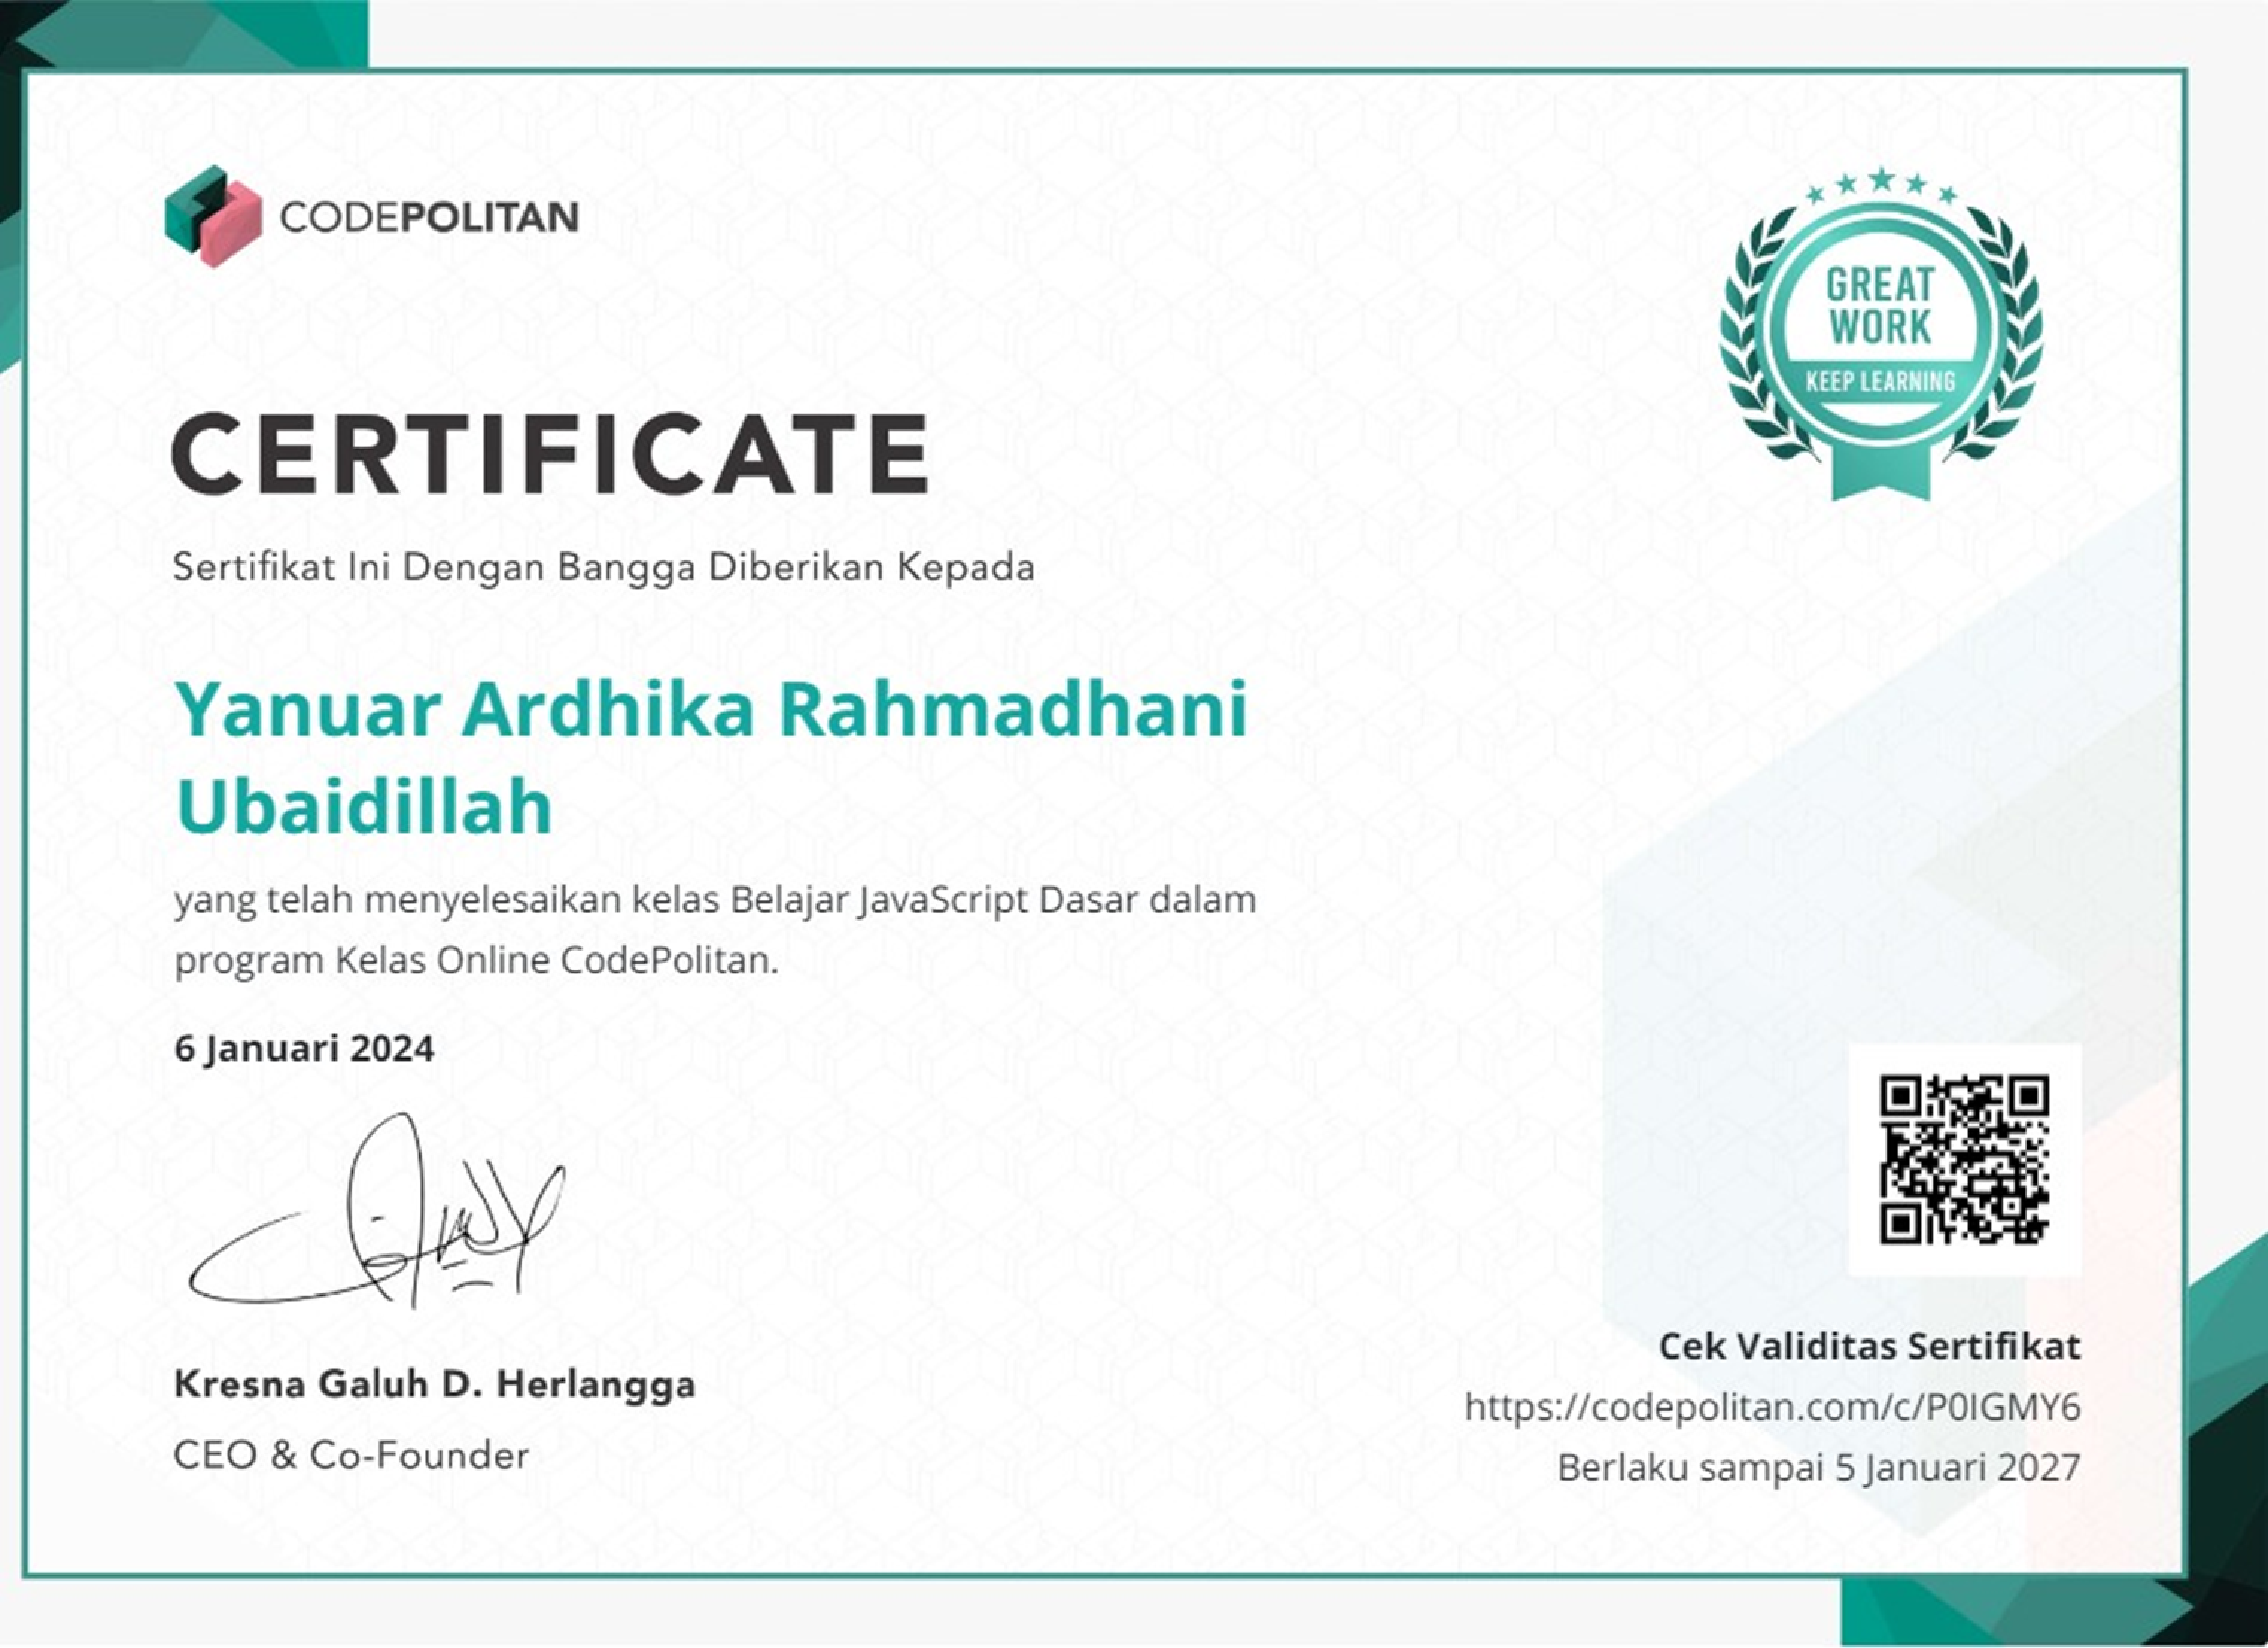 CODEPOLITAN
GREAT
WORK
KEEP LEARNING
CERTIFICATE
Sertifikat Ini Dengan Bangga Diberikan Kepada
Yanuar Ardhika Rahmadhani
Ubaidillah
yang telah menyelesaikan kelas Belajar JavaScript Dasar dalam
program Kelas Online CodePolitan.
6 Januari 2024
Kresna Galuh D. Herlangga
CEO & Co-Founder
Cek Validitas Sertifikat
https://codepolitan.com/c/P0IGMY6
Berlaku sampai 5 Januari 2027